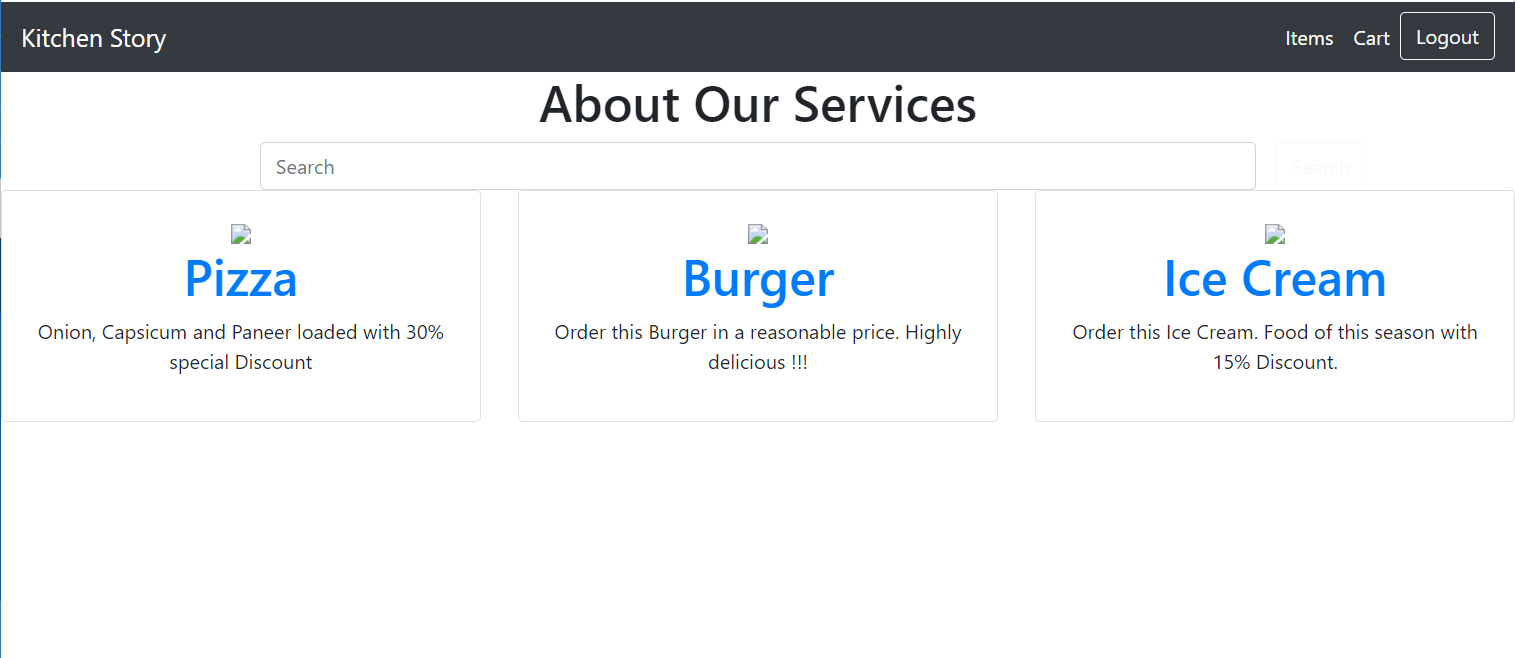 Kitchen Story
Items Cart Logout
About Our Services
Search
Search
Pizza
Onion, Capsicum and Paneer loaded with 30%
special Discount
Burger
Order this Burger in a reasonable price. Highly
delicious !!!
Ice Cream
Order this Ice Cream. Food of this season with
15% Discount.